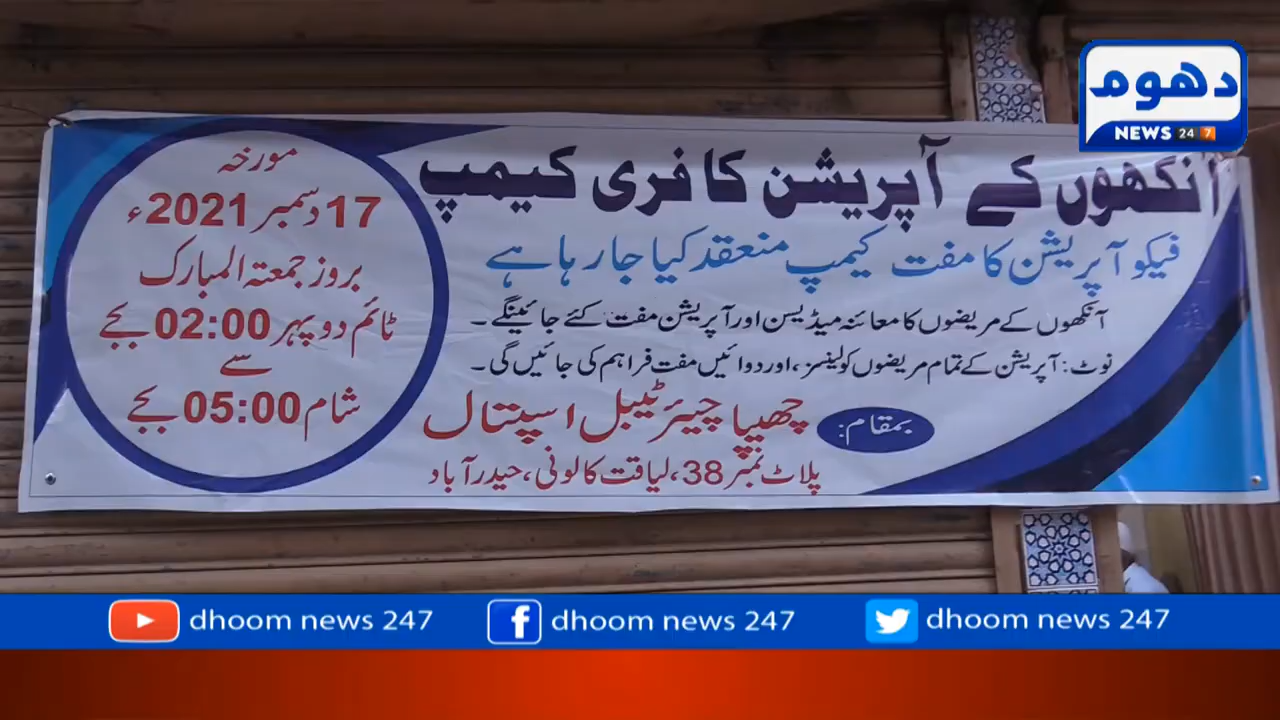 دھوم
NEWS 24 7
آنکھوں کے آپریشن کا فری کیمپ
فیکو آپریشن کا مفت کیمپ منعقد کیا جا رہا ہے
آنکھوں کے مریضوں کا معائنہ میڈیسن اور آپریشن مفت کئے جائینگے ۔
نوٹ : آپریشن کے تمام مریضوں کو لینسز ، اور دوائیں مفت فراہم کی جائیں گی ۔
بمقام : چھیپا چیئر ٹیبل اسپتال
پلاٹ نمبر 38، لیاقت کالونی ، حیدرآباد
مورخہ
17 دسمبر 2021ء
بروز جمعتہ المبارک
ٹائم دوپہر 02:00 بجے
سے
شام 05:00 بجے
dhoom news 247
dhoom news 247
dhoom news 247